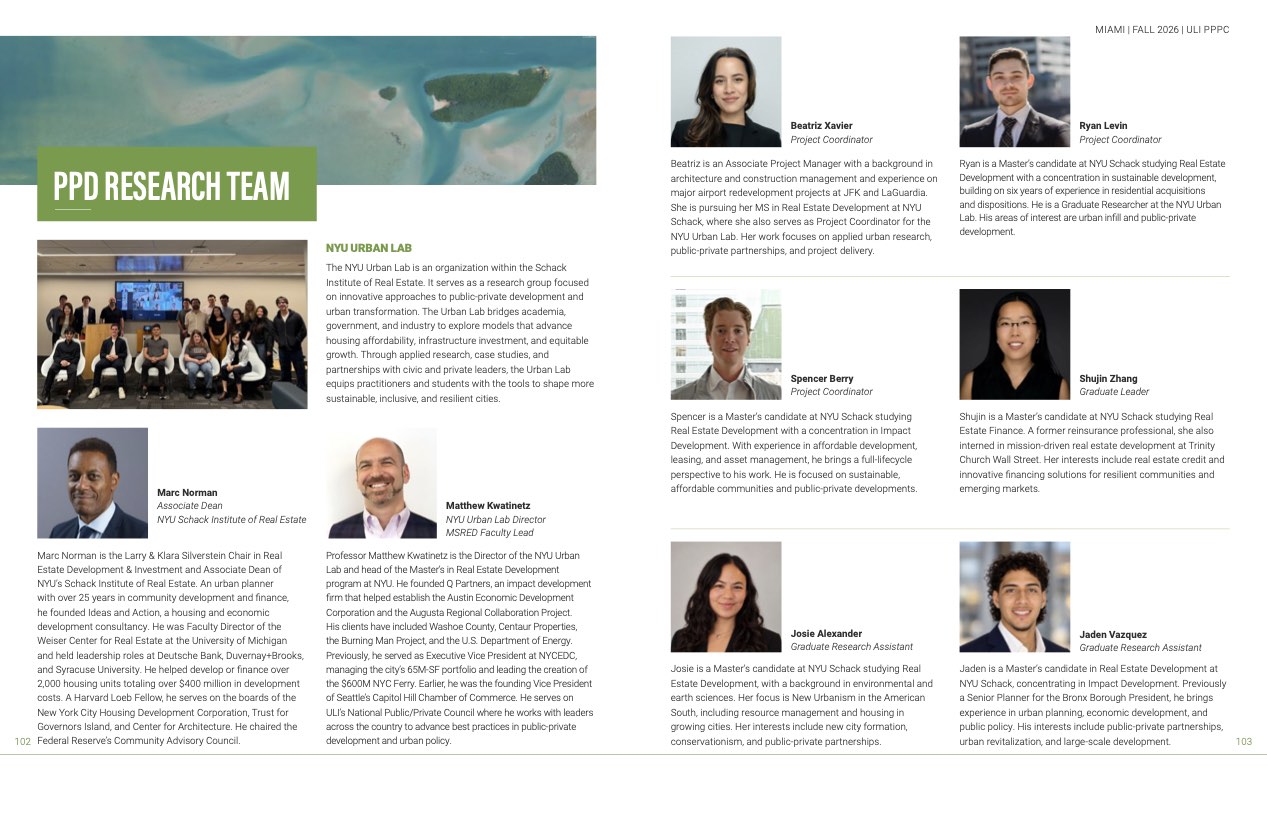 MIAMI | FALL 2026 | ULI PPPC
PPD RESEARCH TEAM
NYU URBAN LAB
The NYU Urban Lab is an organization within the Schack
Institute of Real Estate. It serves as a research group focused
on innovative approaches to public-private development and
urban transformation. The Urban Lab bridges academia,
government, and industry to explore models that advance
housing affordability, infrastructure investment, and equitable
growth. Through applied research, case studies, and
partnerships with civic and private leaders, the Urban Lab
equips practitioners and students with the tools to shape more
sustainable, inclusive, and resilient cities.
Marc Norman
Associate Dean
NYU Schack Institute of Real Estate
Marc Norman is the Larry & Klara Silverstein Chair in Real
Estate Development & Investment and Associate Dean of
NYU's Schack Institute of Real Estate. An urban planner
with over 25 years in community development and finance,
he founded Ideas and Action, a housing and economic
development consultancy. He was Faculty Director of the
Weiser Center for Real Estate at the University of Michigan
and held leadership roles at Deutsche Bank, Duvernay+Brooks,
and Syracuse University. He helped develop or finance over
2,000 housing units totaling over $400 million in development
costs. A Harvard Loeb Fellow, he serves on the boards of the
New York City Housing Development Corporation, Trust for
Governors Island, and Center for Architecture. He chaired the
Federal Reserve's Community Advisory Council.
Matthew Kwatinetz
NYU Urban Lab Director
MSRED Faculty Lead
Professor Matthew Kwatinetz is the Director of the NYU Urban
Lab and head of the Master's in Real Estate Development
program at NYU. He founded Q Partners, an impact development
firm that helped establish the Austin Economic Development
Corporation and the Augusta Regional Collaboration Project.
His clients have included Washoe County, Centaur Properties,
the Burning Man Project, and the U.S. Department of Energy.
Previously, he served as Executive Vice President at NYCEDC,
managing the city's 65M-SF portfolio and leading the creation of
the $600M NYC Ferry. Earlier, he was the founding Vice President
of Seattle's Capitol Hill Chamber of Commerce. He serves on
ULI's National Public/Private Council where he works with leaders
across the country to advance best practices in public-private
development and urban policy.
102
Beatriz Xavier
Project Coordinator
Beatriz is an Associate Project Manager with a background in
architecture and construction management and experience on
major airport redevelopment projects at JFK and LaGuardia.
She is pursuing her MS in Real Estate Development at NYU
Schack, where she also serves as Project Coordinator for the
NYU Urban Lab. Her work focuses on applied urban research,
public-private partnerships, and project delivery.
Ryan Levin
Project Coordinator
Ryan is a Master's candidate at NYU Schack studying Real Estate
Development with a concentration in sustainable development,
building on six years of experience in residential acquisitions
and dispositions. He is a Graduate Researcher at the NYU Urban
Lab. His areas of interest are urban infill and public-private
development.
Spencer Berry
Project Coordinator
Spencer is a Master's candidate at NYU Schack studying
Real Estate Development with a concentration in Impact
Development. With experience in affordable development,
leasing, and asset management, he brings a full-lifecycle
perspective to his work. He is focused on sustainable,
affordable communities and public-private developments.
Shujin Zhang
Graduate Leader
Shujin is a Master's candidate at NYU Schack studying Real
Estate Finance. A former reinsurance professional, she also
interned in mission-driven real estate development at Trinity
Church Wall Street. Her interests include real estate credit and
innovative financing solutions for resilient communities and
emerging markets.
Josie Alexander
Graduate Research Assistant
Josie is a Master's candidate at NYU Schack studying Real
Estate Development, with a background in environmental and
earth sciences. Her focus is New Urbanism in the American
South, including resource management and housing in
growing cities. Her interests include new city formation,
conservationism, and public-private partnerships.
Jaden Vazquez
Graduate Research Assistant
Jaden is a Master's candidate in Real Estate Development at
NYU Schack, concentrating in Impact Development. Previously
a Senior Planner for the Bronx Borough President, he brings
experience in urban planning, economic development, and
public policy. His interests include public-private partnerships,
urban revitalization, and large-scale development.
103